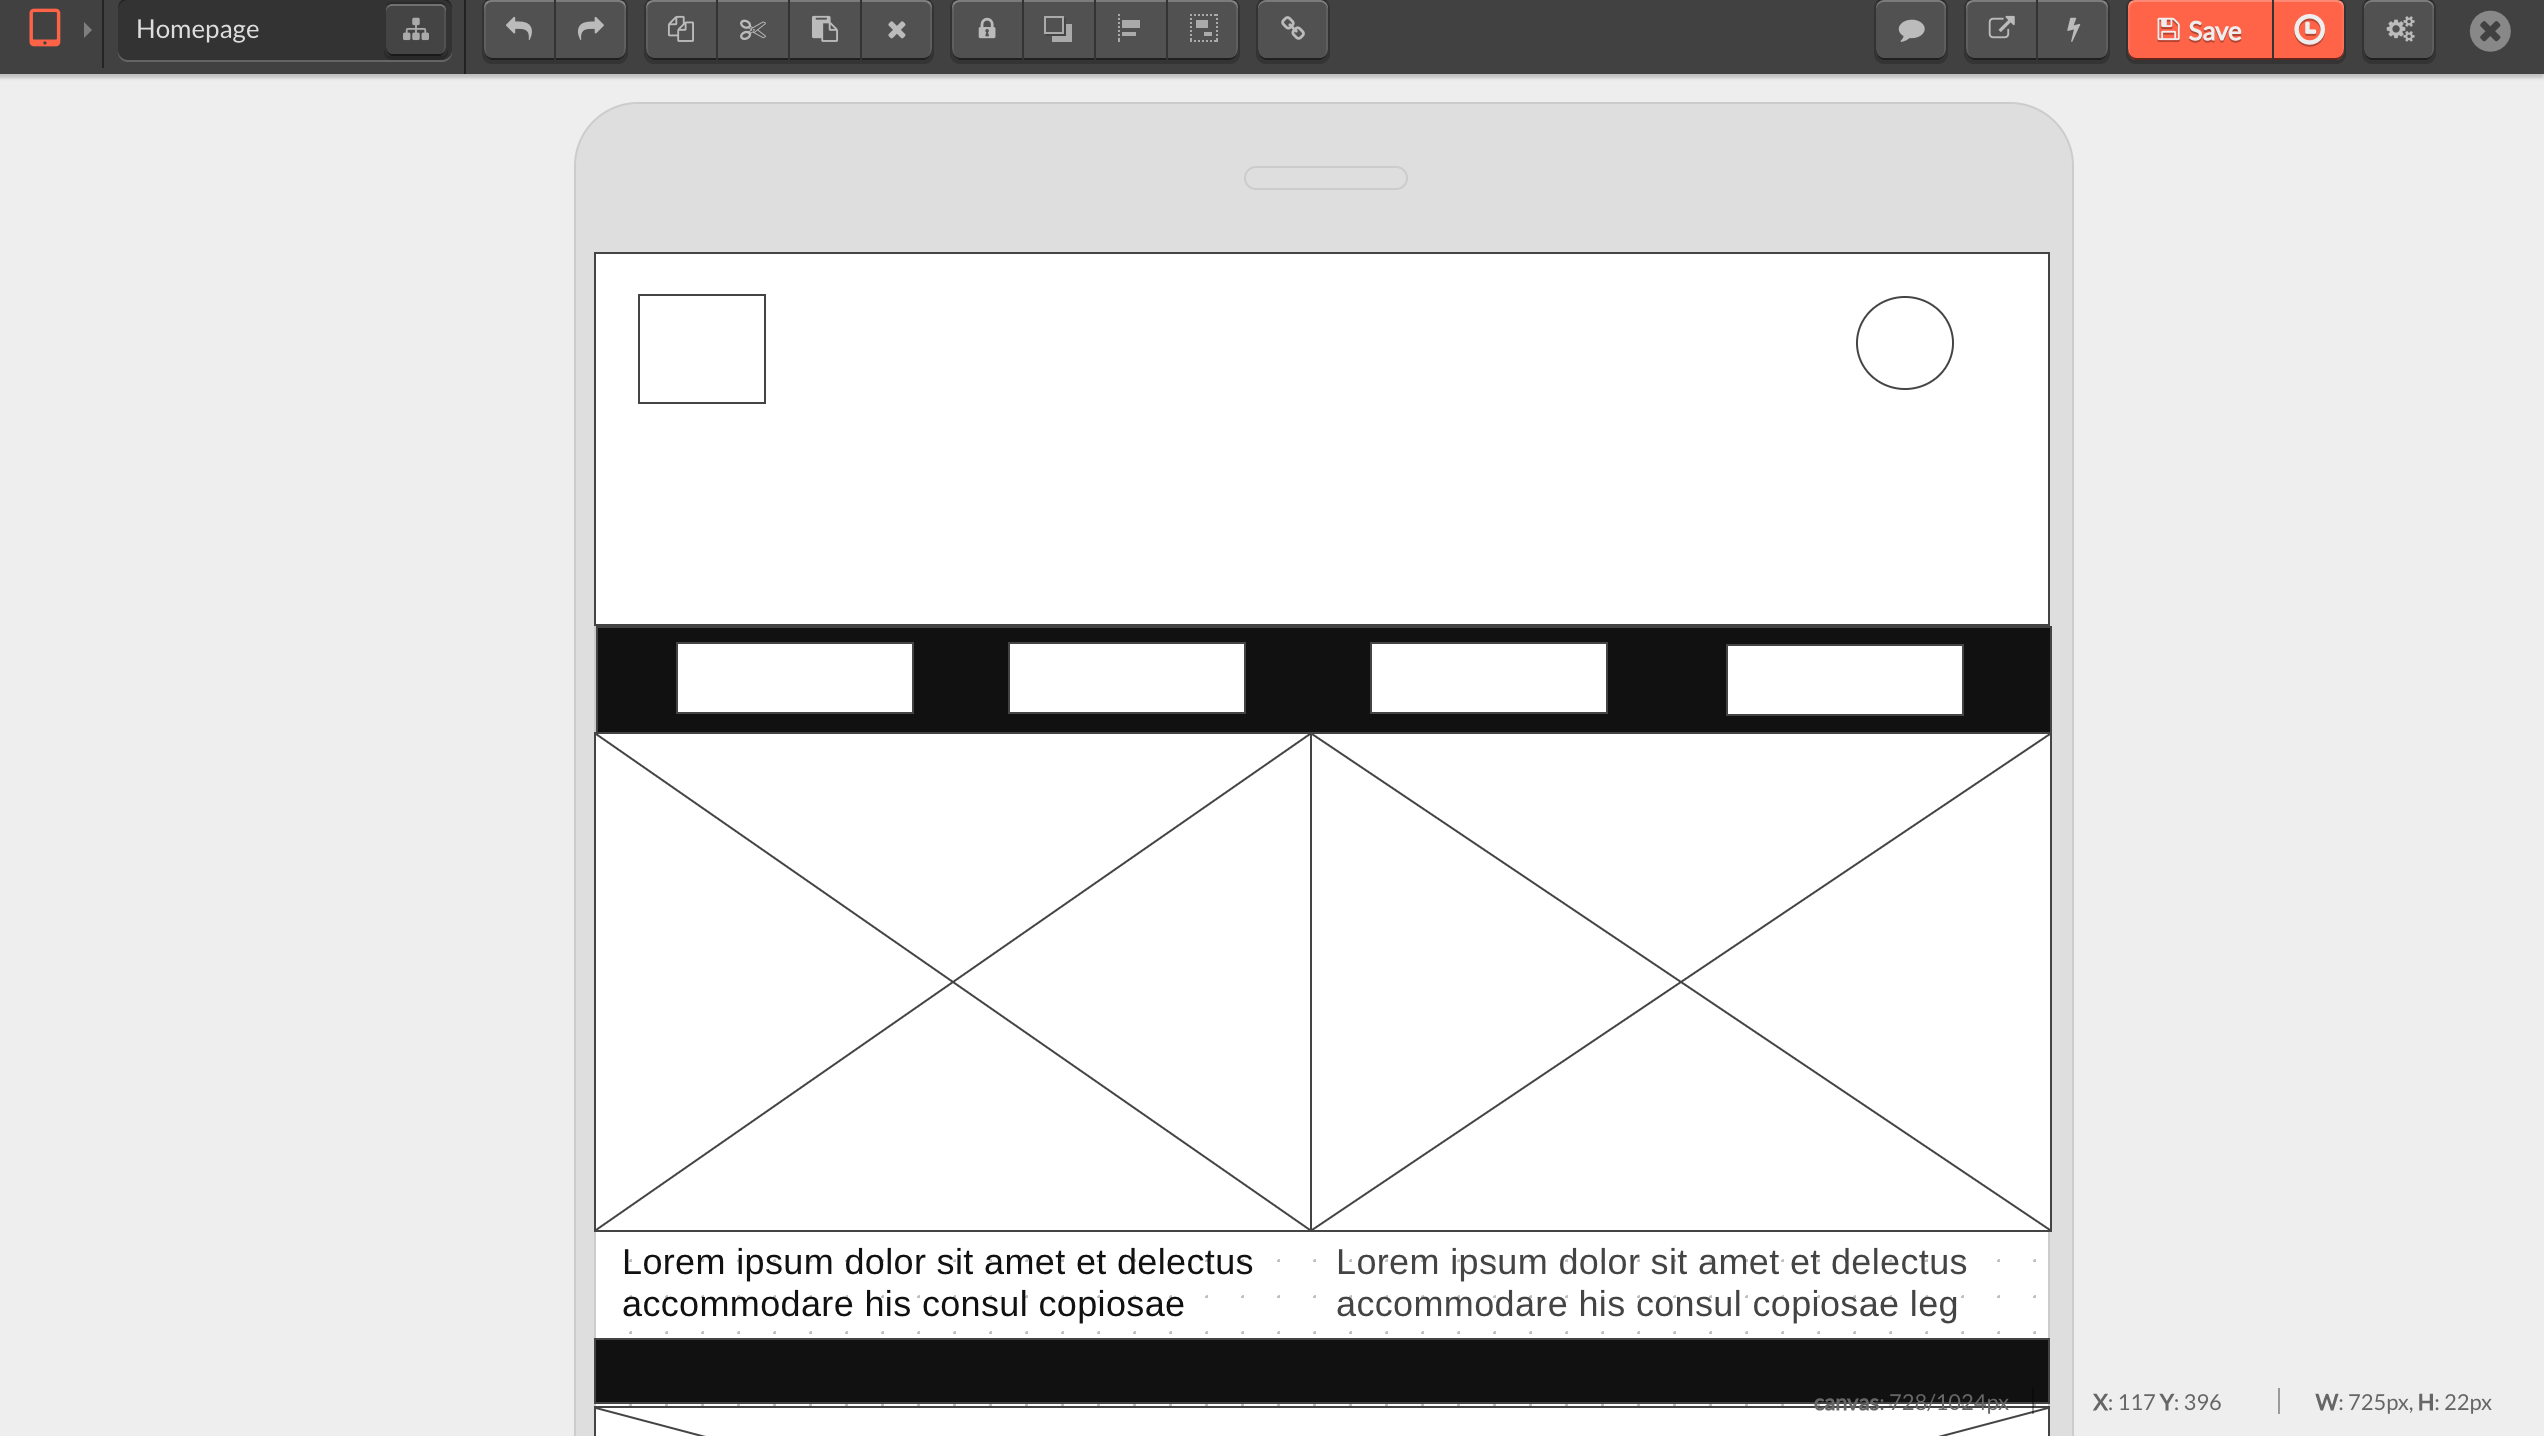 Homepage
Save
Lorem ipsum dolor sit amet et delectus
accommodare his consul copiosae
Lorem ipsum dolor sit amet et delectus
accommodare his consul copiosae leg
canvas: 728/1024px
X: 117 Y: 396
W: 725px, H: 22px